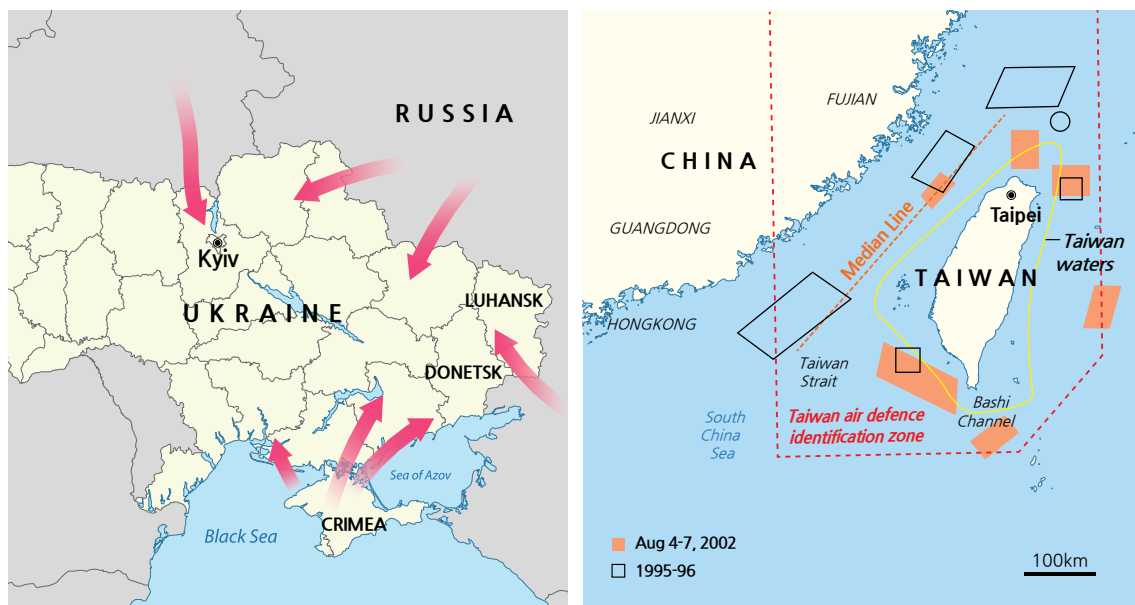 RUSSIA
Kyiv
UKRAINE
LUHANSK
DONETSK
Sea of Azov
CRIMEA
Black Sea
FUJIAN
JIANXI
CHINA
Taipei
GUANGDONG
Median Line
Taiwan
waters
TAIWAN
HONGKONG
Taiwan
Strait
Bashi
Channel
South
China
Sea
Taiwan air defence
identification zone
Aug 4-7, 2002
1995-96
100km